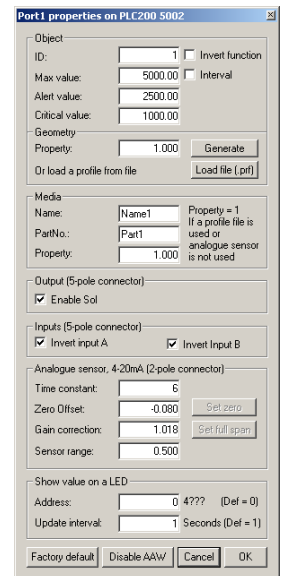 Port1 properties on PLC200 5002
Object
ID: 1 Invert function
Max value: 5000.00 Interval
Alert value: 2500.00
Critical value: 1000.00
Geometry
Property: 1.000 Generate
Or load a profile from file Load file (.prf)
Media
Name: Name1 Property = 1
If a profile file is
PartNo.: Part1 used or
analogue sensor
Property: 1.000 is not used
Output (5-pole connector)
Enable Sol
Inputs (5-pole connector)
Invert input A Invert Input B
Analogue sensor, 4-20mA (2-pole connector)
Time constant: 6
Zero Offset: -0.080 Set zero
Gain correction: 1.018 Set full span
Sensor range: 0.500
Show value on a LED
Address: 0 4??? (Def = 0)
Update interval: 1 Seconds (Def = 1)
Factory default Disable AAW Cancel OK